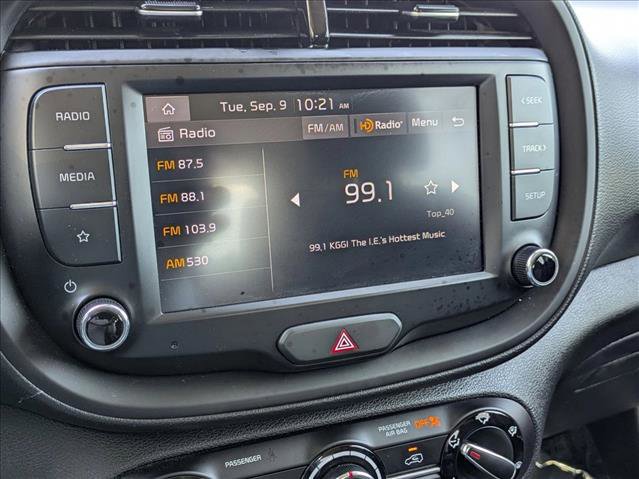 Tue, Sep. 9 10:21 AM
Radio FM/AM HD Radio Menu
FM 87.5
FM 88.1
FM 103.9
AM 530
FM
99.1
Top_40
99.1 KGGI The I.E.'s Hottest Music
RADIO
MEDIA
< SEEK
TRACK >
SETUP
PASSENGER
PASSENGER
AIR BAG
OFF